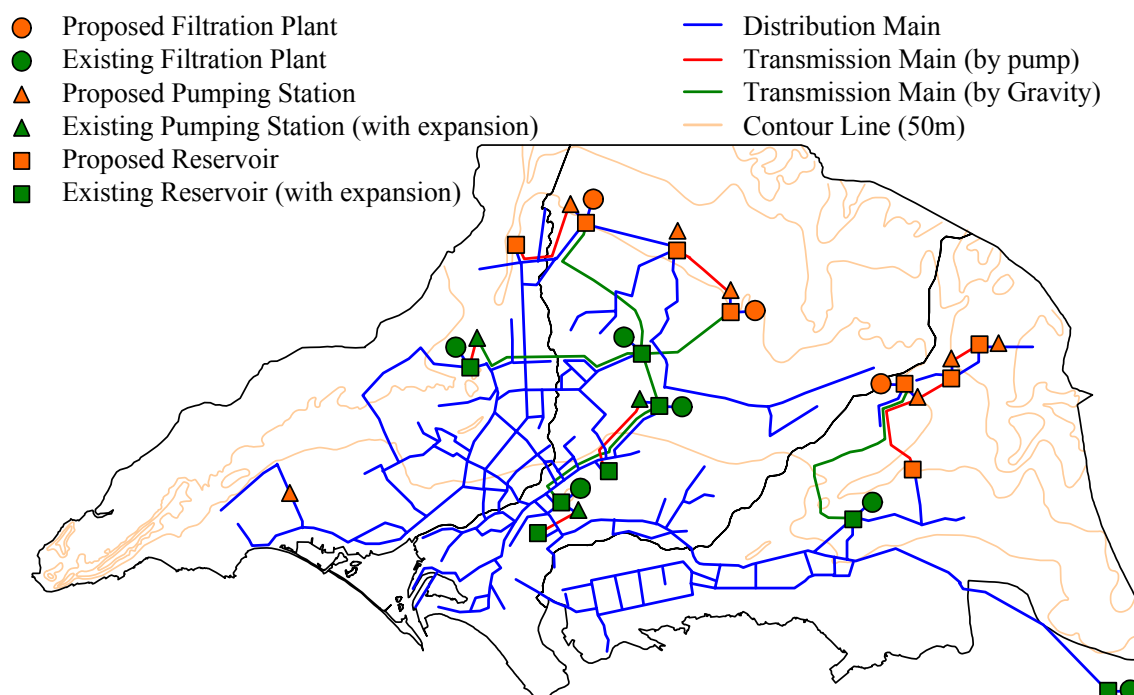 Proposed Filtration Plant
Existing Filtration Plant
Proposed Pumping Station
Existing Pumping Station (with expansion)
Proposed Reservoir
Existing Reservoir (with expansion)
Distribution Main
Transmission Main (by pump)
Transmission Main (by Gravity)
Contour Line (50m)